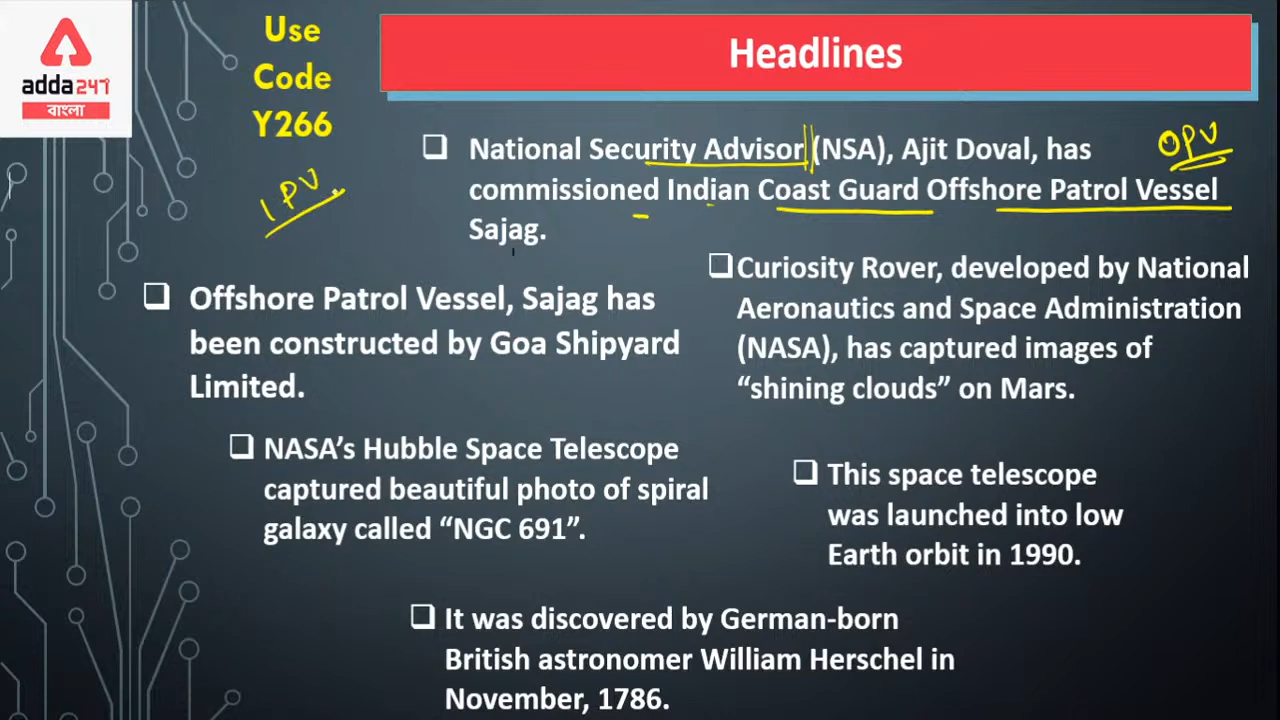 adda247
বাংলা
Use
Code
Y266
Headlines
National Security Advisor (NSA), Ajit Doval, has
commissioned Indian Coast Guard Offshore Patrol Vessel
Sajag.
OPV
IPV
Offshore Patrol Vessel, Sajag has
been constructed by Goa Shipyard
Limited.
Curiosity Rover, developed by National
Aeronautics and Space Administration
(NASA), has captured images of
“shining clouds” on Mars.
NASA’s Hubble Space Telescope
captured beautiful photo of spiral
galaxy called “NGC 691”.
This space telescope
was launched into low
Earth orbit in 1990.
It was discovered by German-born
British astronomer William Herschel in
November, 1786.